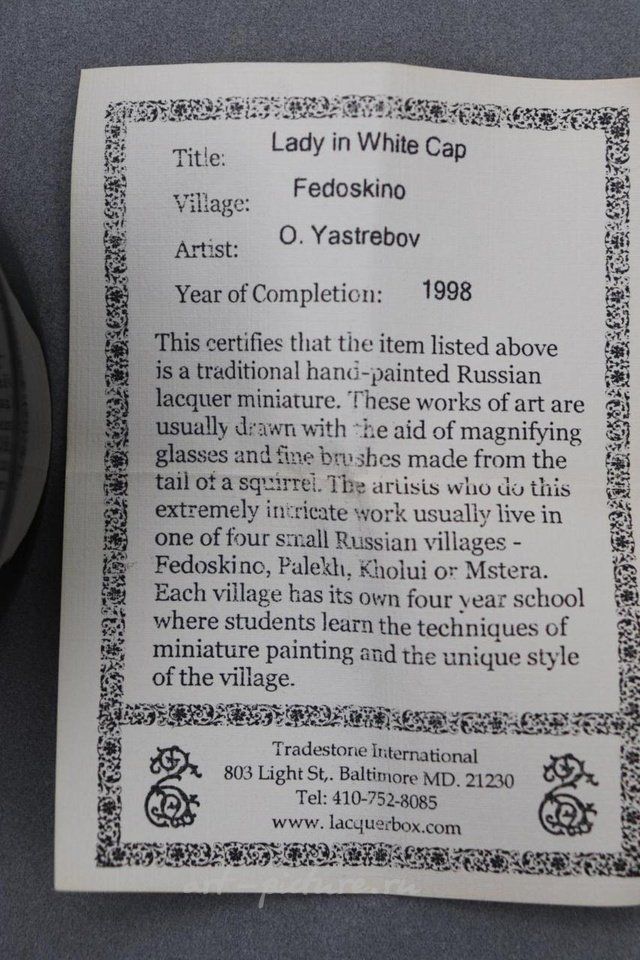 Title: Lady in White Cap
Village: Fedoskino
Artist: O. Yastrebov
Year of Completion: 1998
This certifies that the item listed above
is a traditional hand-painted Russian
lacquer miniature. These works of art are
usually drawn with the aid of magnifying
glasses and fine brushes made from the
tail of a squirrel. The artists who do this
extremely intricate work usually live in
one of four small Russian villages -
Fedoskino, Palekh, Kholui or Mstera.
Each village has its own four year school
where students learn the techniques of
miniature painting and the unique style
of the village.
Tradestone International
803 Light St,. Baltimore MD. 21230
Tel: 410-752-8085
www. lacquerbox.com
art-picture.ru